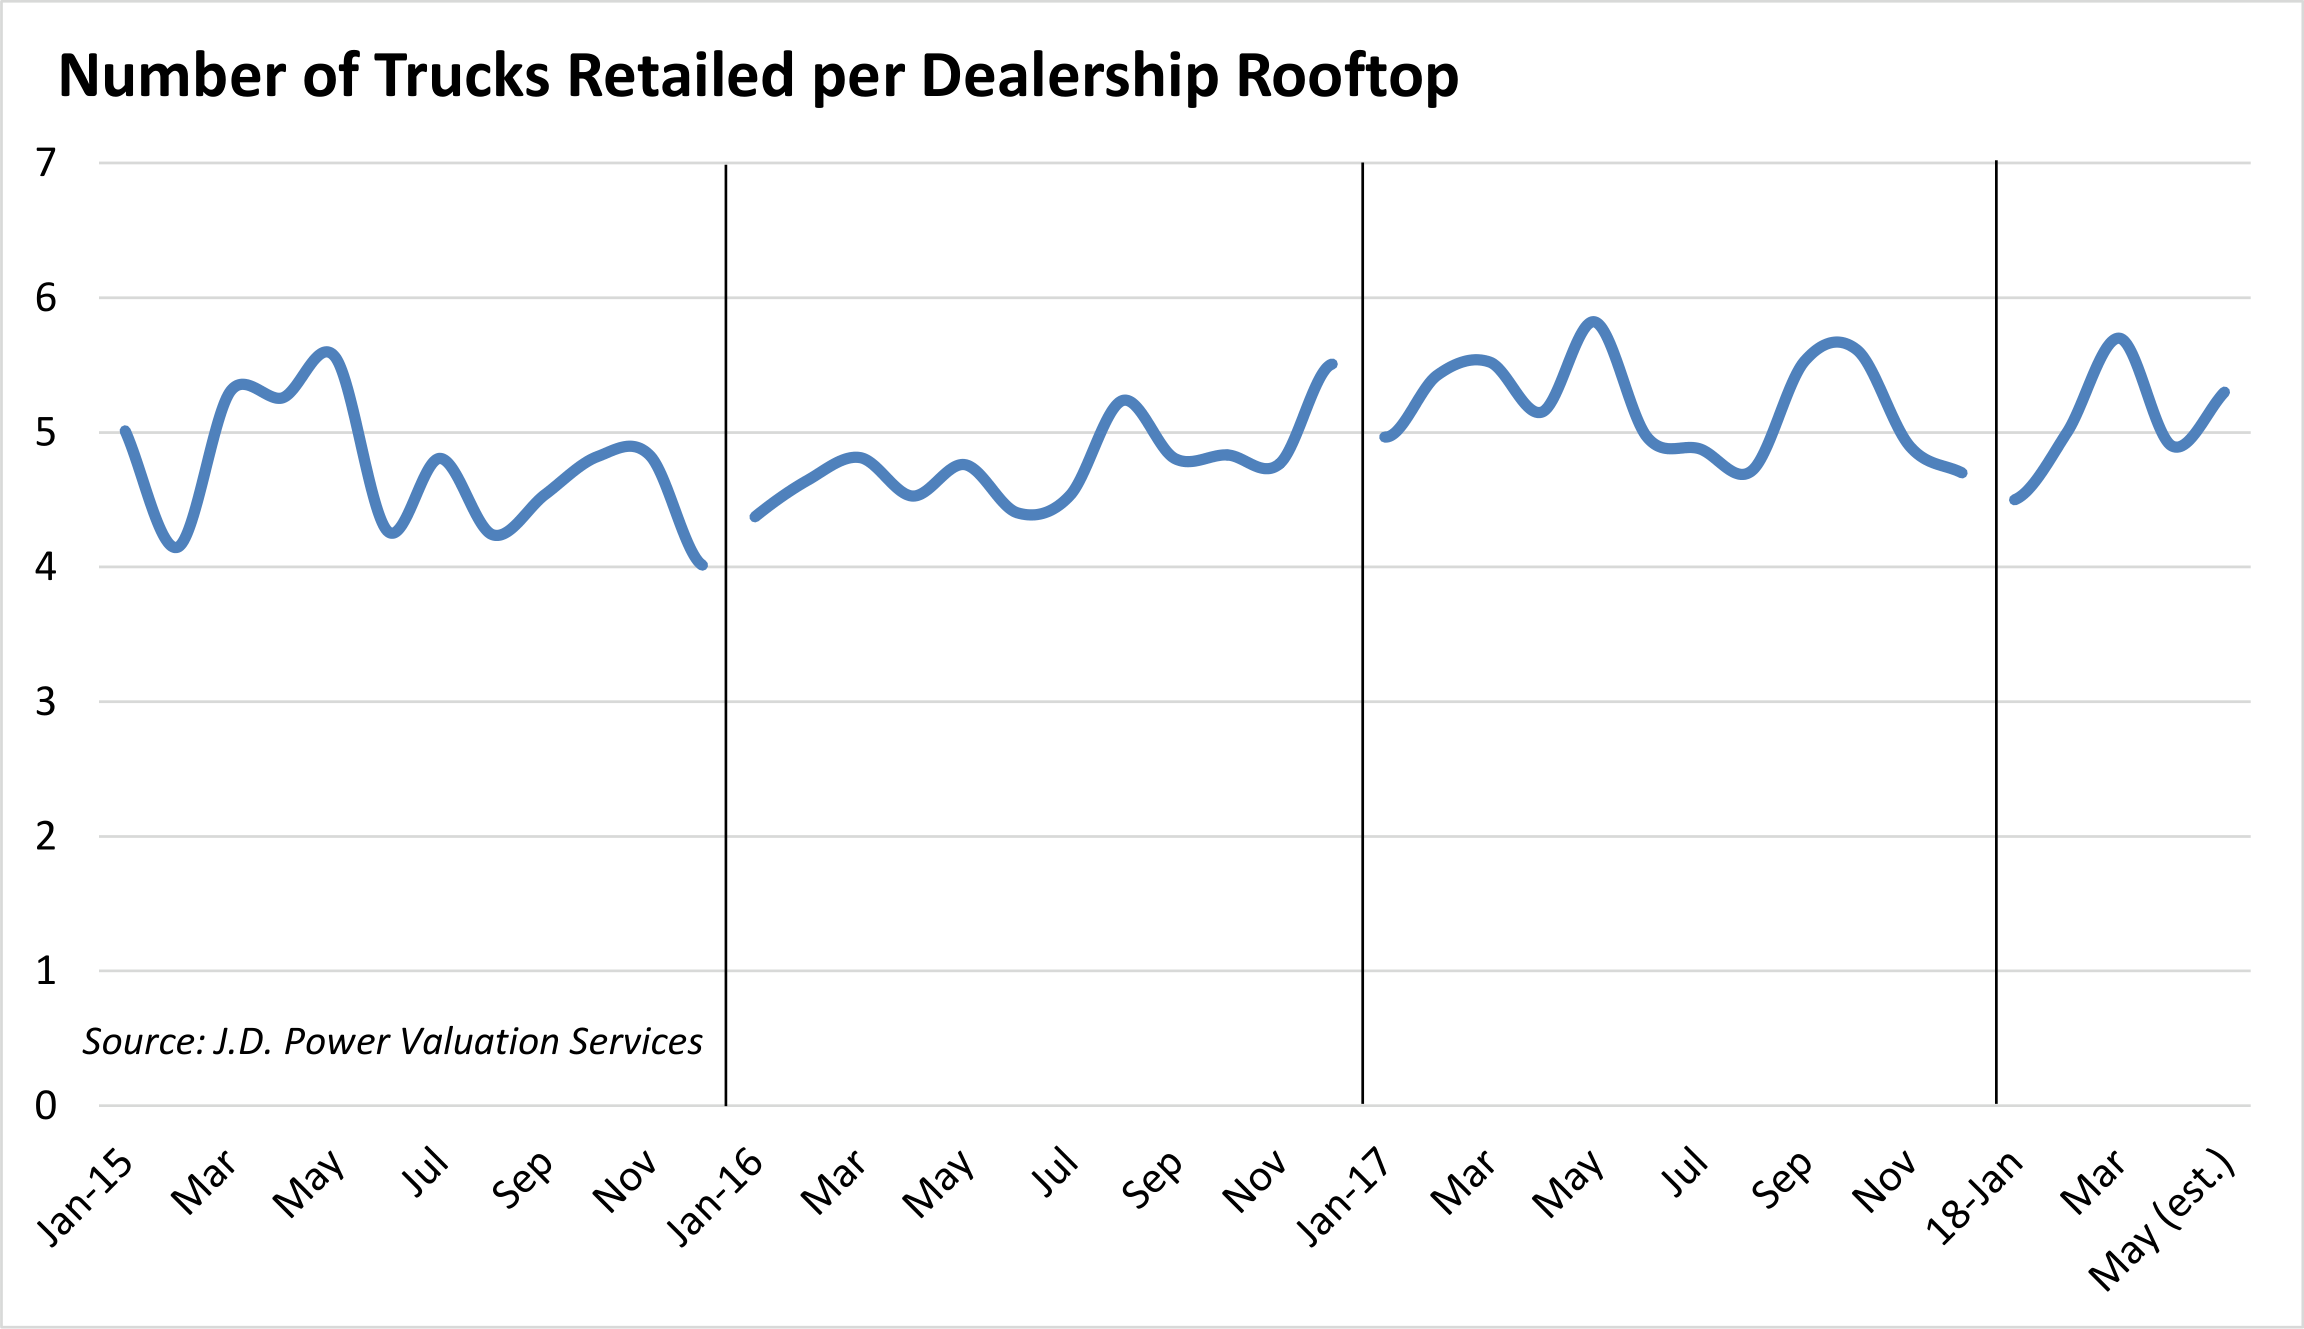 Number of Trucks Retailed per Dealership Rooftop
7
6
5
4
3
2
1
Source: J.D. Power Valuation Services
0
Jan-15
Mar
May
Jul
Sep
Nov
Jan-16
Mar
May
Jul
Sep
Nov
Jan-17
Mar
May
Jul
Sep
Nov
18-Jan
Mar
May (est.)